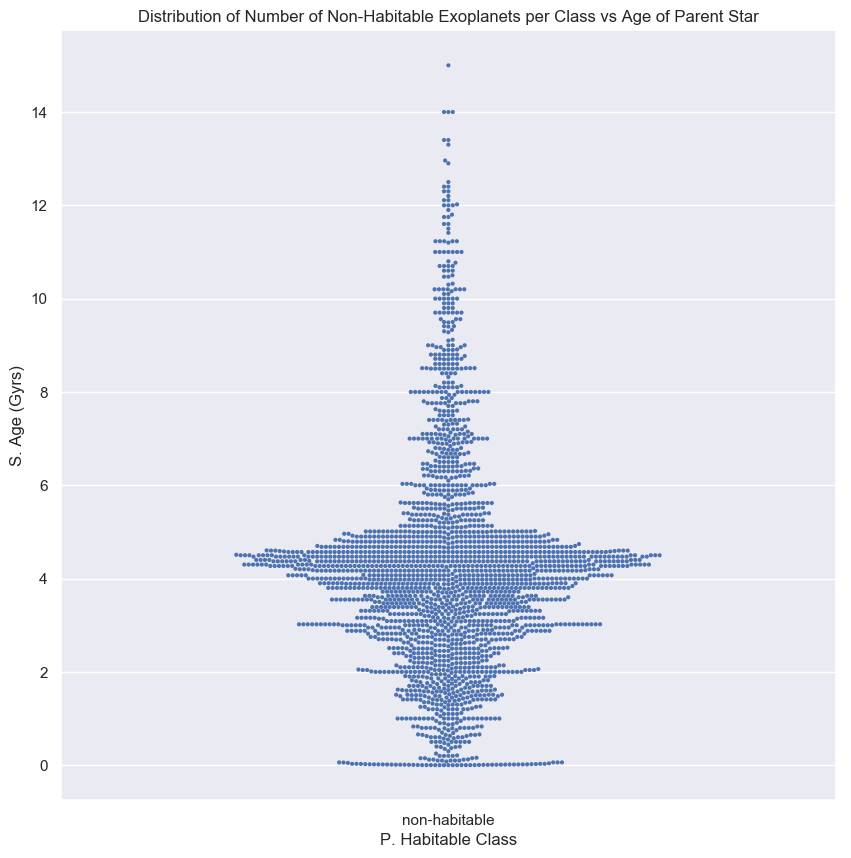 Distribution of Number of Non-Habitable Exoplanets per Class vs Age of Parent Star
14
12
10
8
6
4
2
0
S. Age (Gyrs)
non-habitable
P. Habitable Class